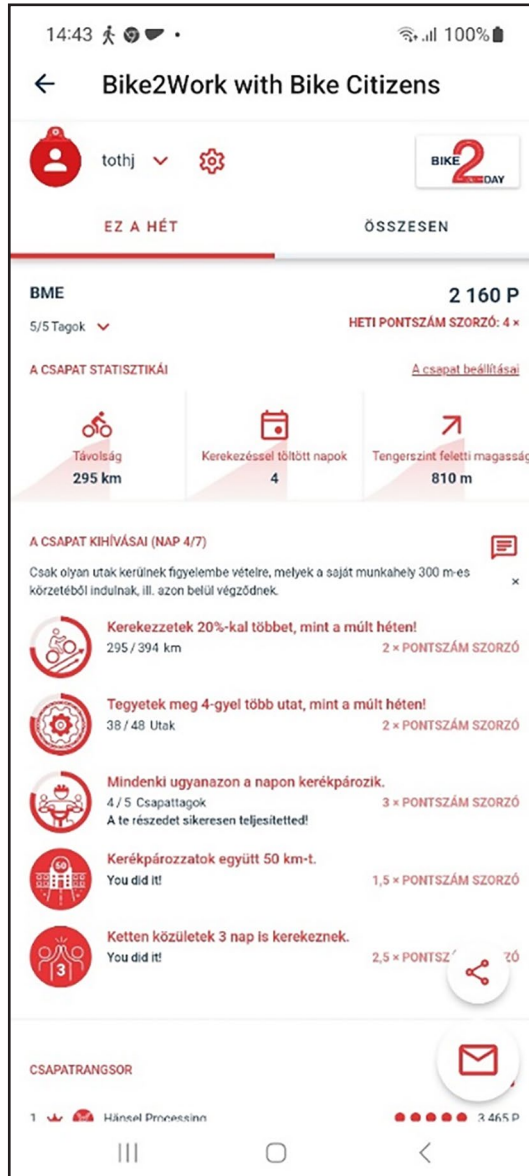 14:43 100%
Bike2Work with Bike Citizens
tothj
BIKE 2 DAY
EZ A HÉT ÖSSZESEN
BME 2 160 P
5/5 Tagok HETI PONTSZÁM SZORZÓ: 4 ×
A CSAPAT STATISZTIKÁI A csapat beállításai
Távolság Kerekezéssel töltött napok Tengerszint feletti magasság
295 km 4 810 m
A CSAPAT KIHÍVÁSAI (NAP 4/7)
Csak olyan utak kerülnek figyelembe vételre, melyek a saját munkahely 300 m-es
körzetéből indulnak, ill. azon belül végződnek.
Kerekezzetek 20%-kal többet, mint a múlt héten!
295 / 394 km 2 × PONTSZÁM SZORZÓ
Tegyetek meg 4-gyel több utat, mint a múlt héten!
38 / 48 Utak 2 × PONTSZÁM SZORZÓ
Mindenki ugyanazon a napon kerékpározik.
4 / 5 Csapattagok 3 × PONTSZÁM SZORZÓ
A te részedet sikeresen teljesítetted!
50
Kerékpározzatok együtt 50 km-t.
You did it! 1,5 × PONTSZÁM SZORZÓ
Ketten közületek 3 nap is kerekeznek.
3
You did it! 2,5 × PONTSZ ZÓ
CSAPATRANGSOR
1 Hänsel Processing 3 465 P